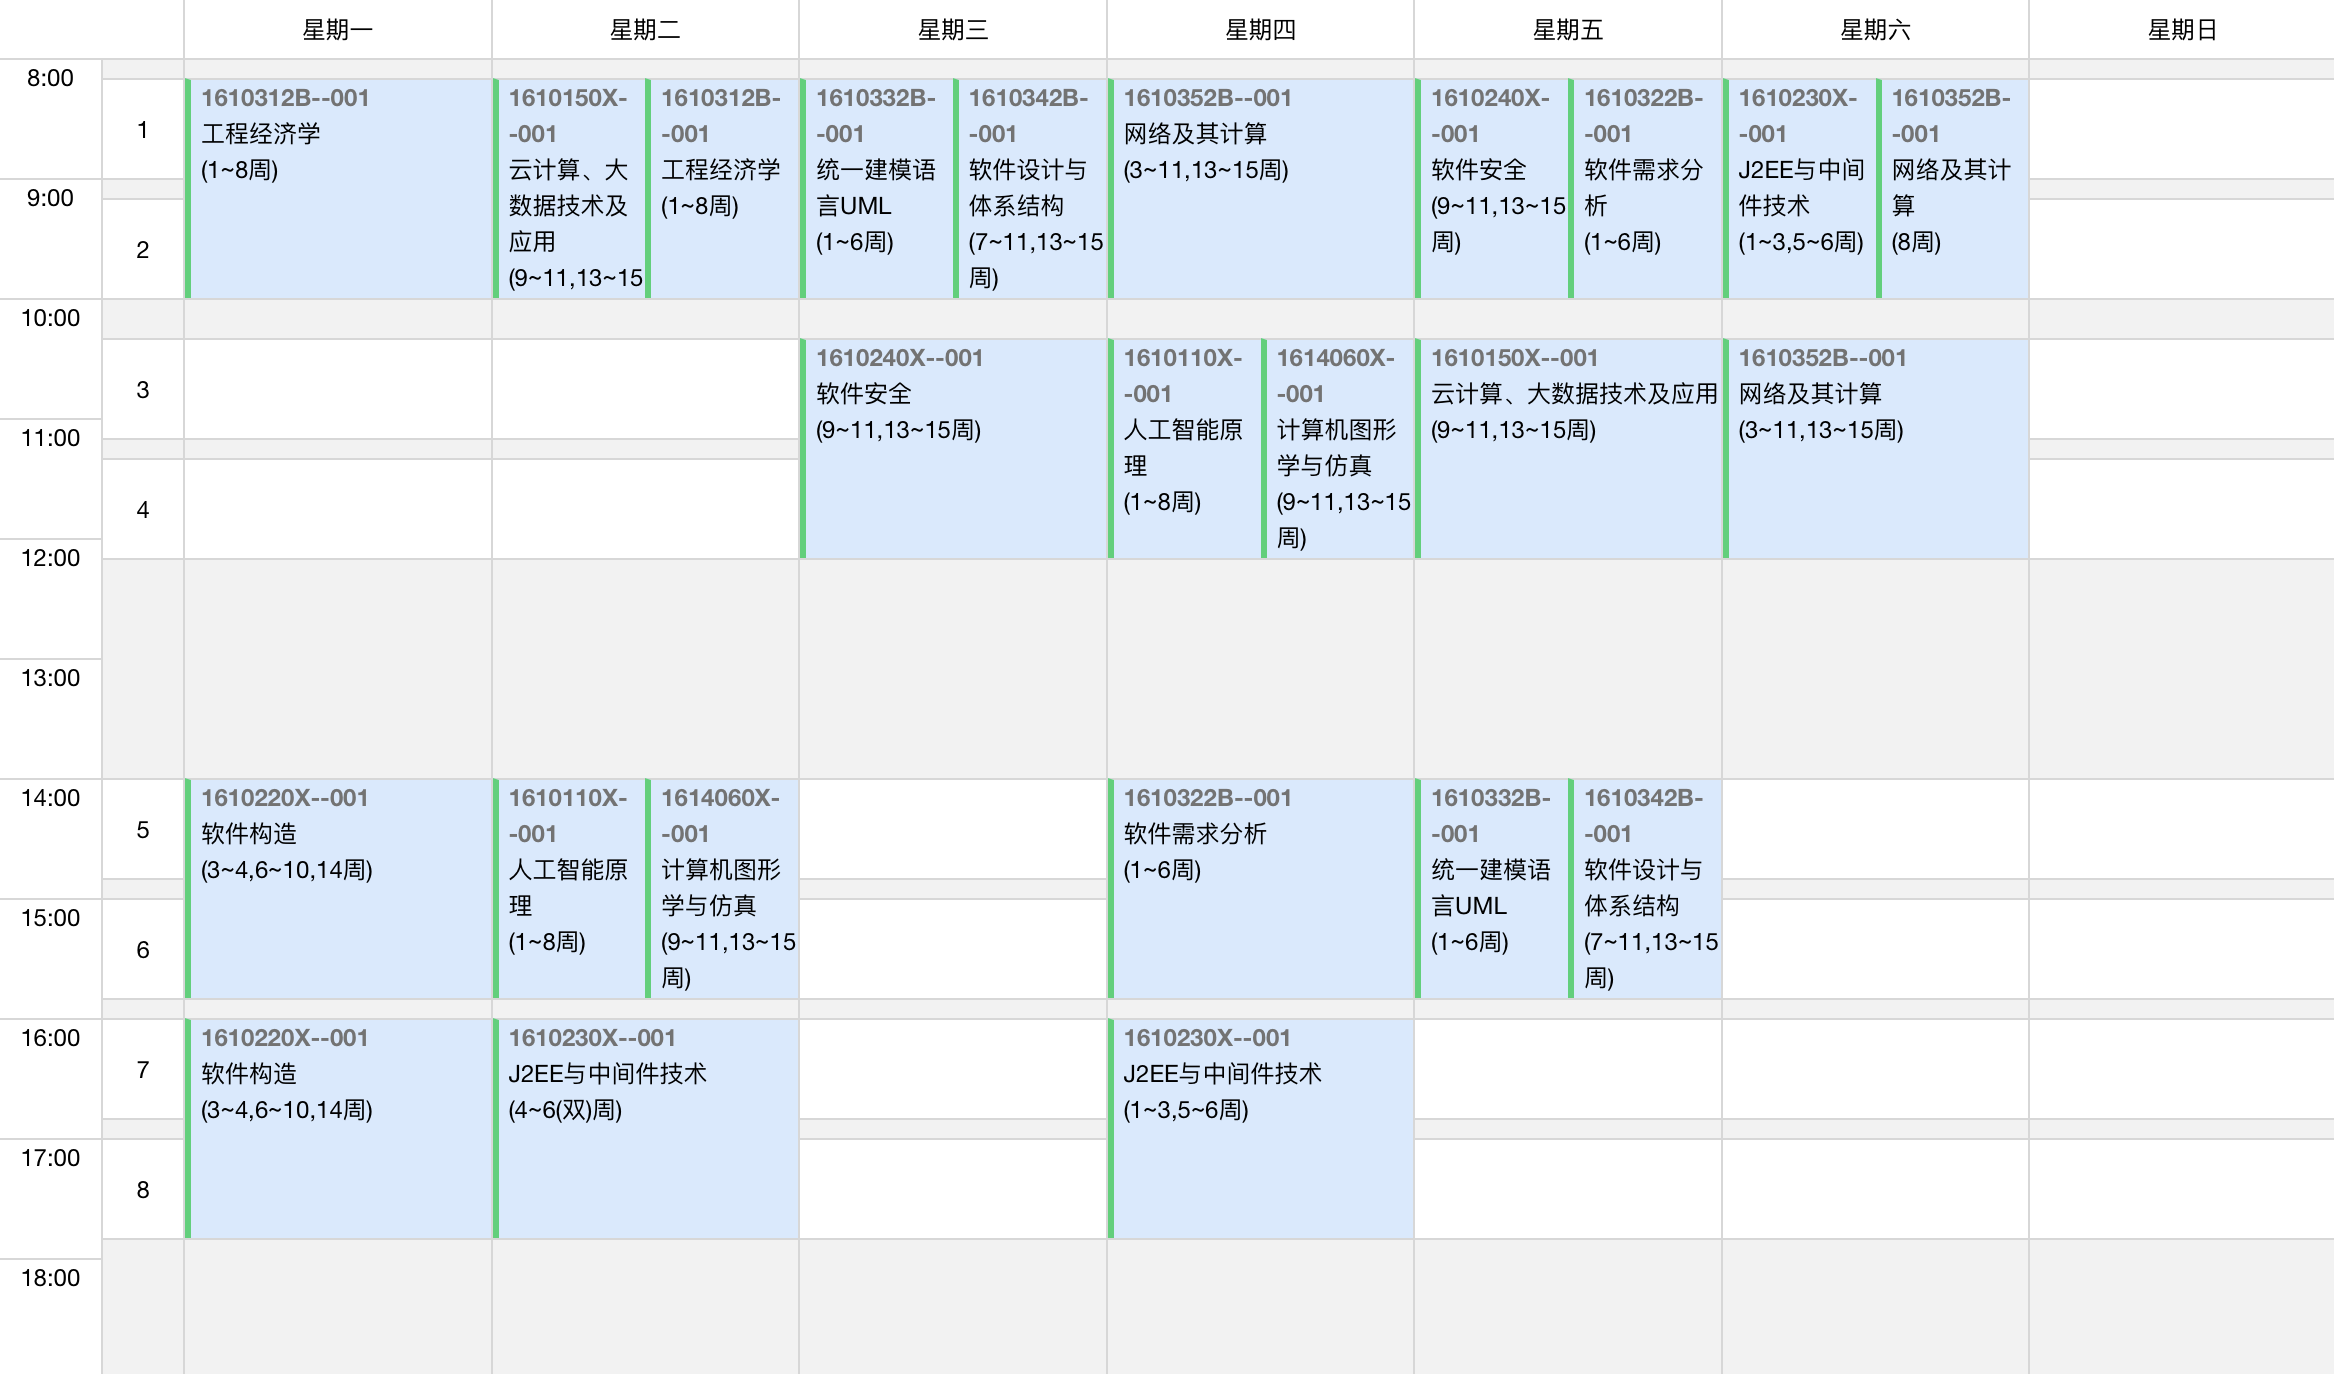 星期一
星期二
星期三
星期四
星期五
星期六
星期日
8:00
1
1610312B--001
工程经济学
(1~8周)
1610150X-
-001
云计算、大
数据技术及
应用
(9~11,13~15
1610312B-
-001
工程经济学
(1~8周)
1610332B-
-001
统一建模语
言UML
(1~6周)
1610342B-
-001
软件设计与
体系结构
(7~11,13~15
周)
1610352B--001
网络及其计算
(3~11,13~15周)
1610240X-
-001
软件安全
(9~11,13~15
周)
1610322B-
-001
软件需求分
析
(1~6周)
1610230X-
-001
J2EE与中间
件技术
(1~3,5~6周)
1610352B-
-001
网络及其计
算
(8周)
9:00
2
10:00
3
1610240X--001
软件安全
(9~11,13~15周)
1610110X-
-001
人工智能原
理
(1~8周)
1614060X-
-001
计算机图形
学与仿真
(9~11,13~15
周)
1610150X--001
云计算、大数据技术及应用
(9~11,13~15周)
1610352B--001
网络及其计算
(3~11,13~15周)
11:00
4
12:00
13:00
14:00
5
1610220X--001
软件构造
(3~4,6~10,14周)
1610110X-
-001
人工智能原
理
(1~8周)
1614060X-
-001
计算机图形
学与仿真
(9~11,13~15
周)
1610322B--001
软件需求分析
(1~6周)
1610332B-
-001
统一建模语
言UML
(1~6周)
1610342B-
-001
软件设计与
体系结构
(7~11,13~15
周)
15:00
6
16:00
7
1610220X--001
软件构造
(3~4,6~10,14周)
1610230X--001
J2EE与中间件技术
(4~6(双)周)
1610230X--001
J2EE与中间件技术
(1~3,5~6周)
17:00
8
18:00